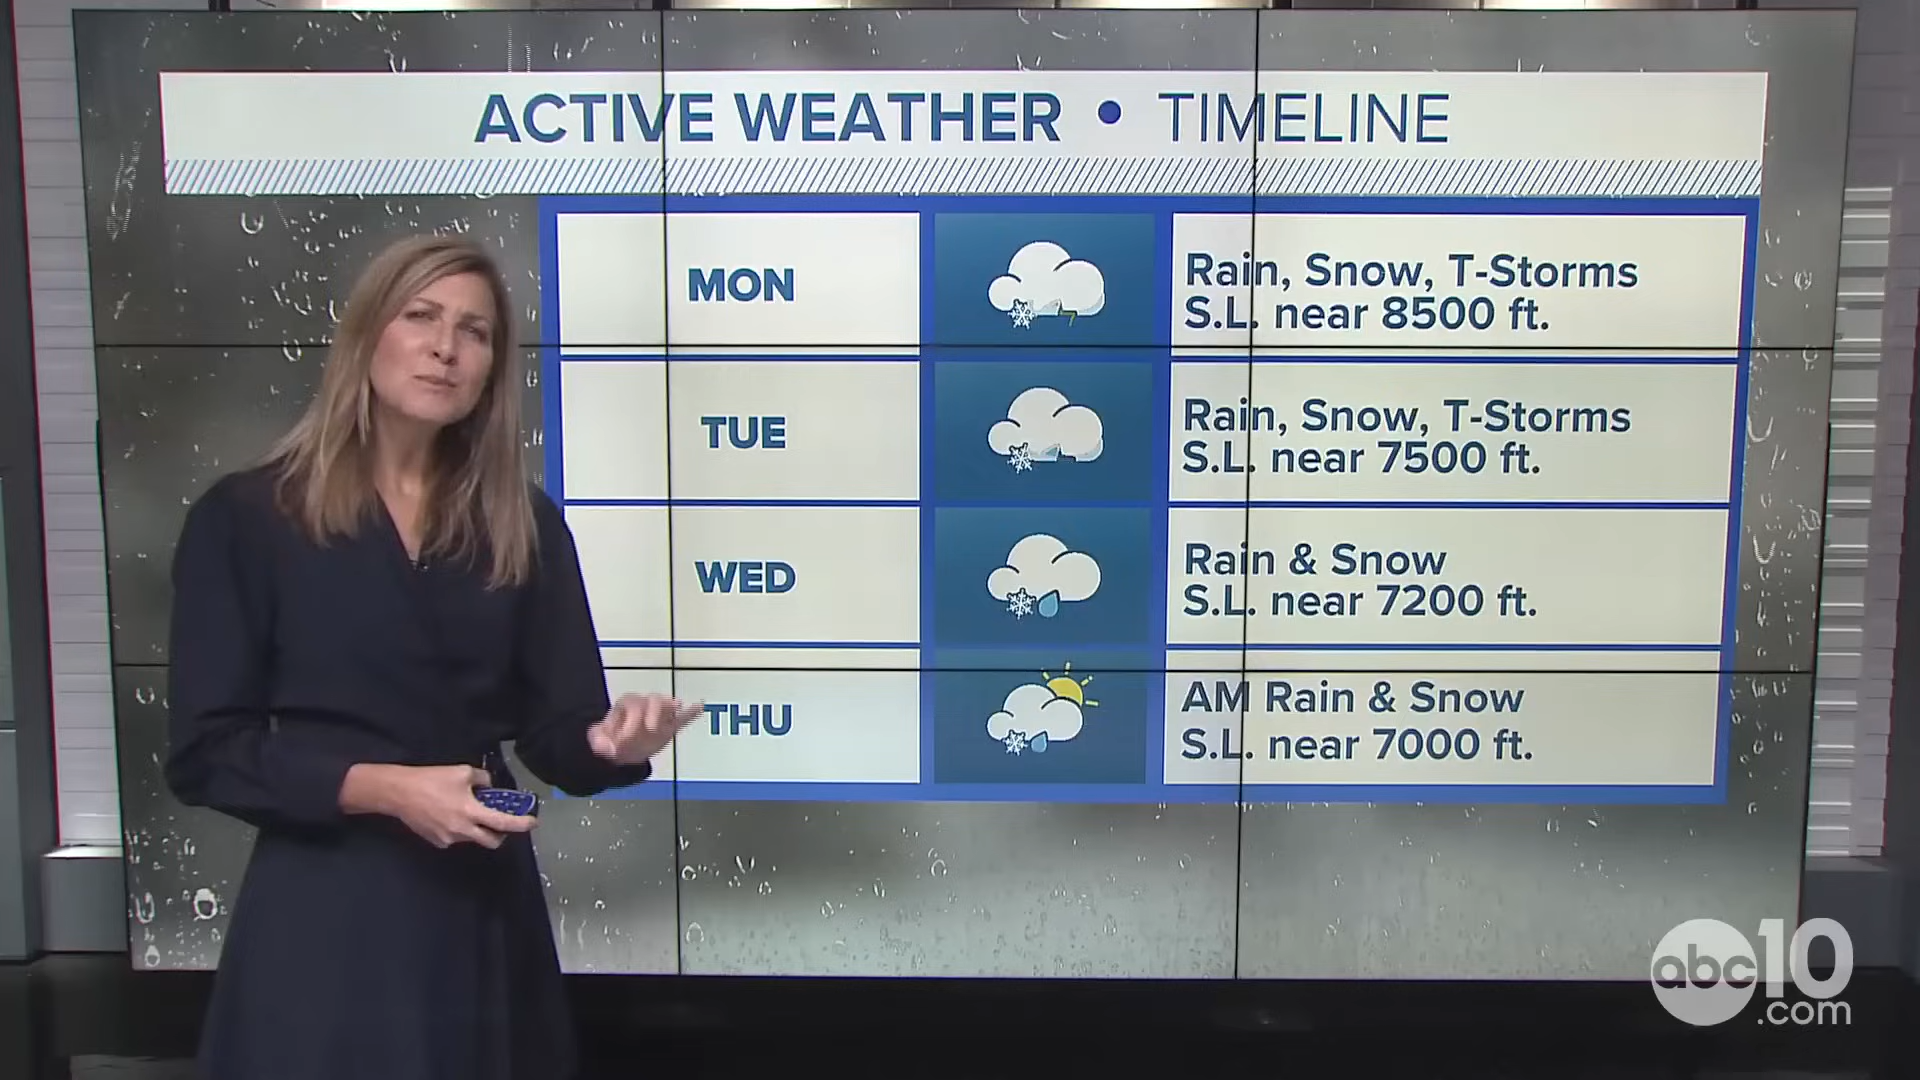 ACTIVE WEATHER • TIMELINE
MON
Rain, Snow, T-Storms
S.L. near 8500 ft.
TUE
Rain, Snow, T-Storms
S.L. near 7500 ft.
WED
Rain & Snow
S.L. near 7200 ft.
THU
AM Rain & Snow
S.L. near 7000 ft.
abc10
.com